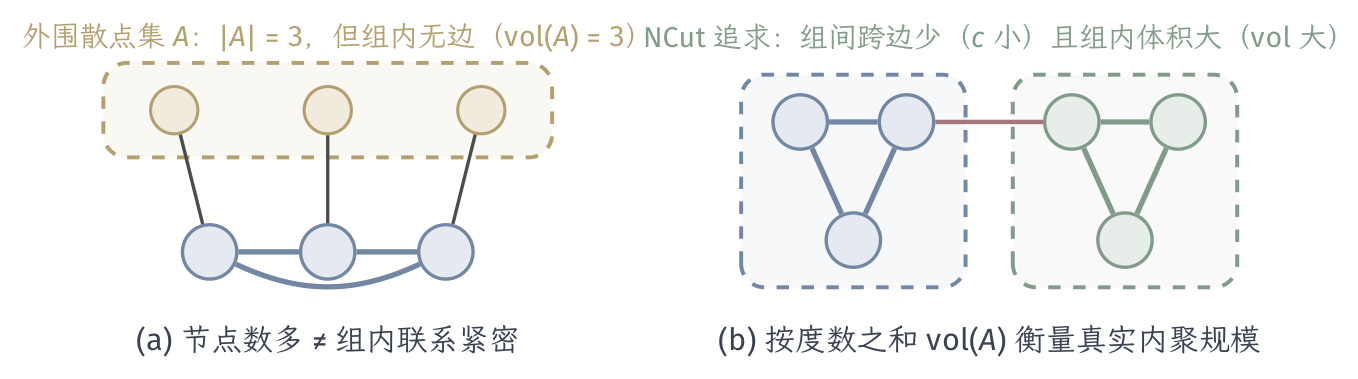 外围散点集 A：|A| = 3，但组内无边（vol(A) = 3）
NCut 追求：组间跨边少（c 小）且组内体积大（vol 大）
(a) 节点数多 ≠ 组内联系紧密
(b) 按度数之和 vol(A) 衡量真实内聚规模